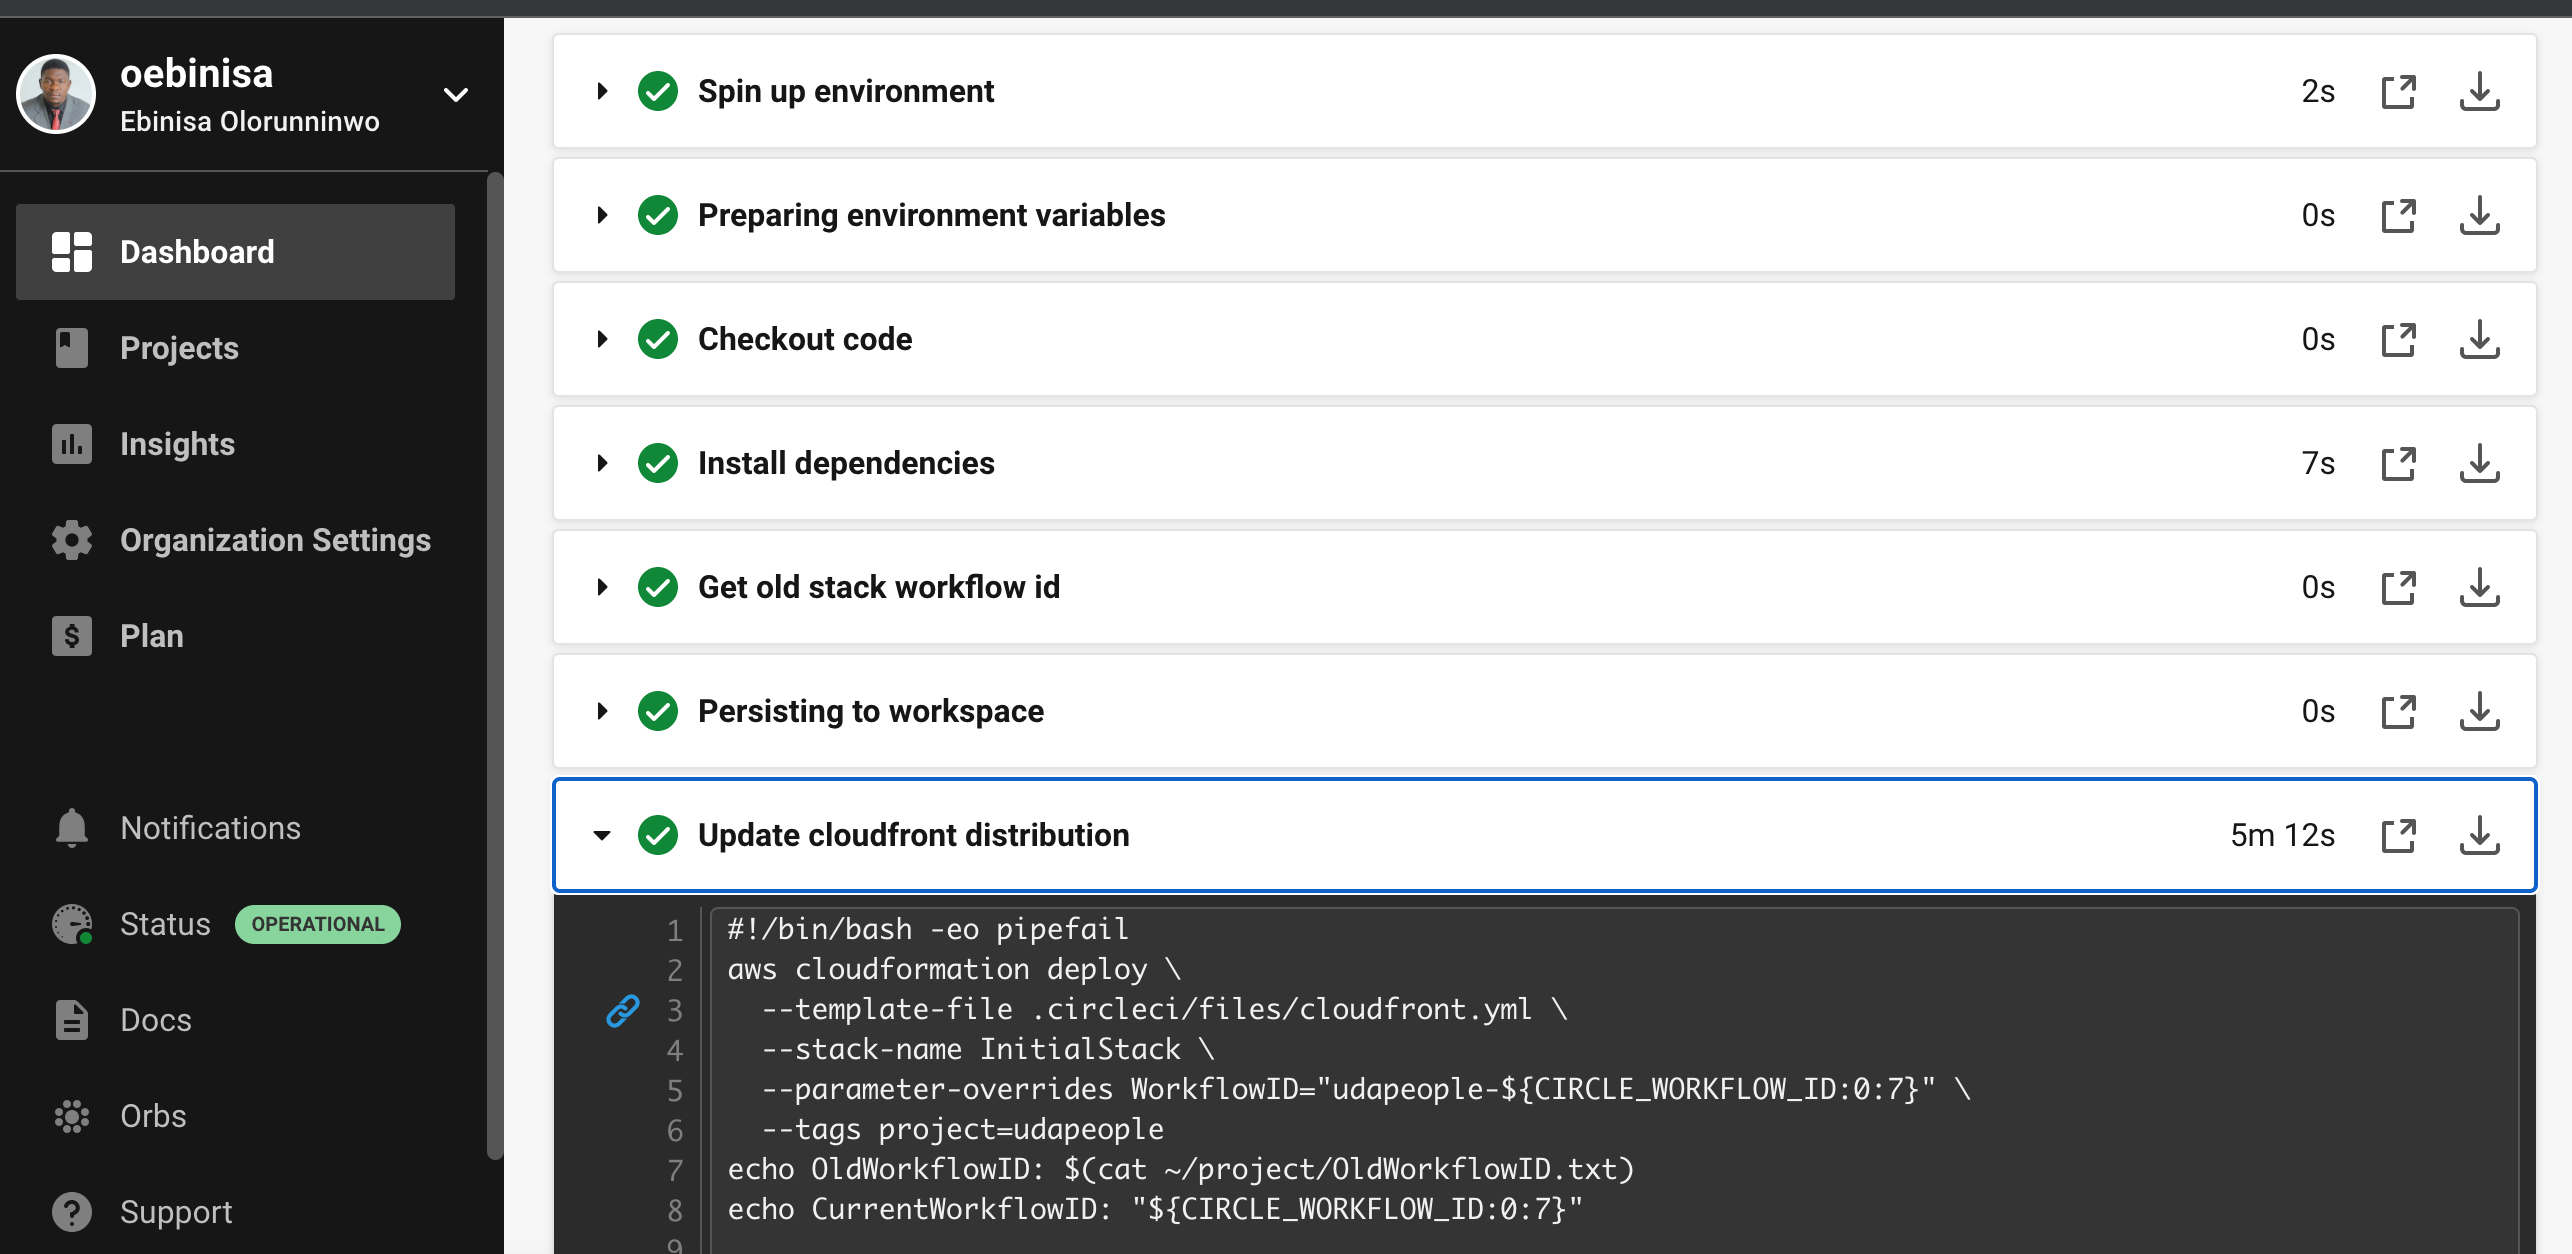 oebinisa
Ebinisa Olorunninwo
Dashboard
Projects
Insights
Organization Settings
Plan
Notifications
Status OPERATIONAL
Docs
Orbs
Support
Spin up environment 2s
Preparing environment variables 0s
Checkout code 0s
Install dependencies 7s
Get old stack workflow id 0s
Persisting to workspace 0s
Update cloudfront distribution 5m 12s
1 #!/bin/bash -eo pipefail
2 aws cloudformation deploy \
3   --template-file .circleci/files/cloudfront.yml \
4   --stack-name InitialStack \
5   --parameter-overrides WorkflowID="udapeople-${CIRCLE_WORKFLOW_ID:0:7}" \
6   --tags project=udapeople
7 echo OldWorkflowID: $(cat ~/project/OldWorkflowID.txt)
8 echo CurrentWorkflowID: "${CIRCLE_WORKFLOW_ID:0:7}"
9